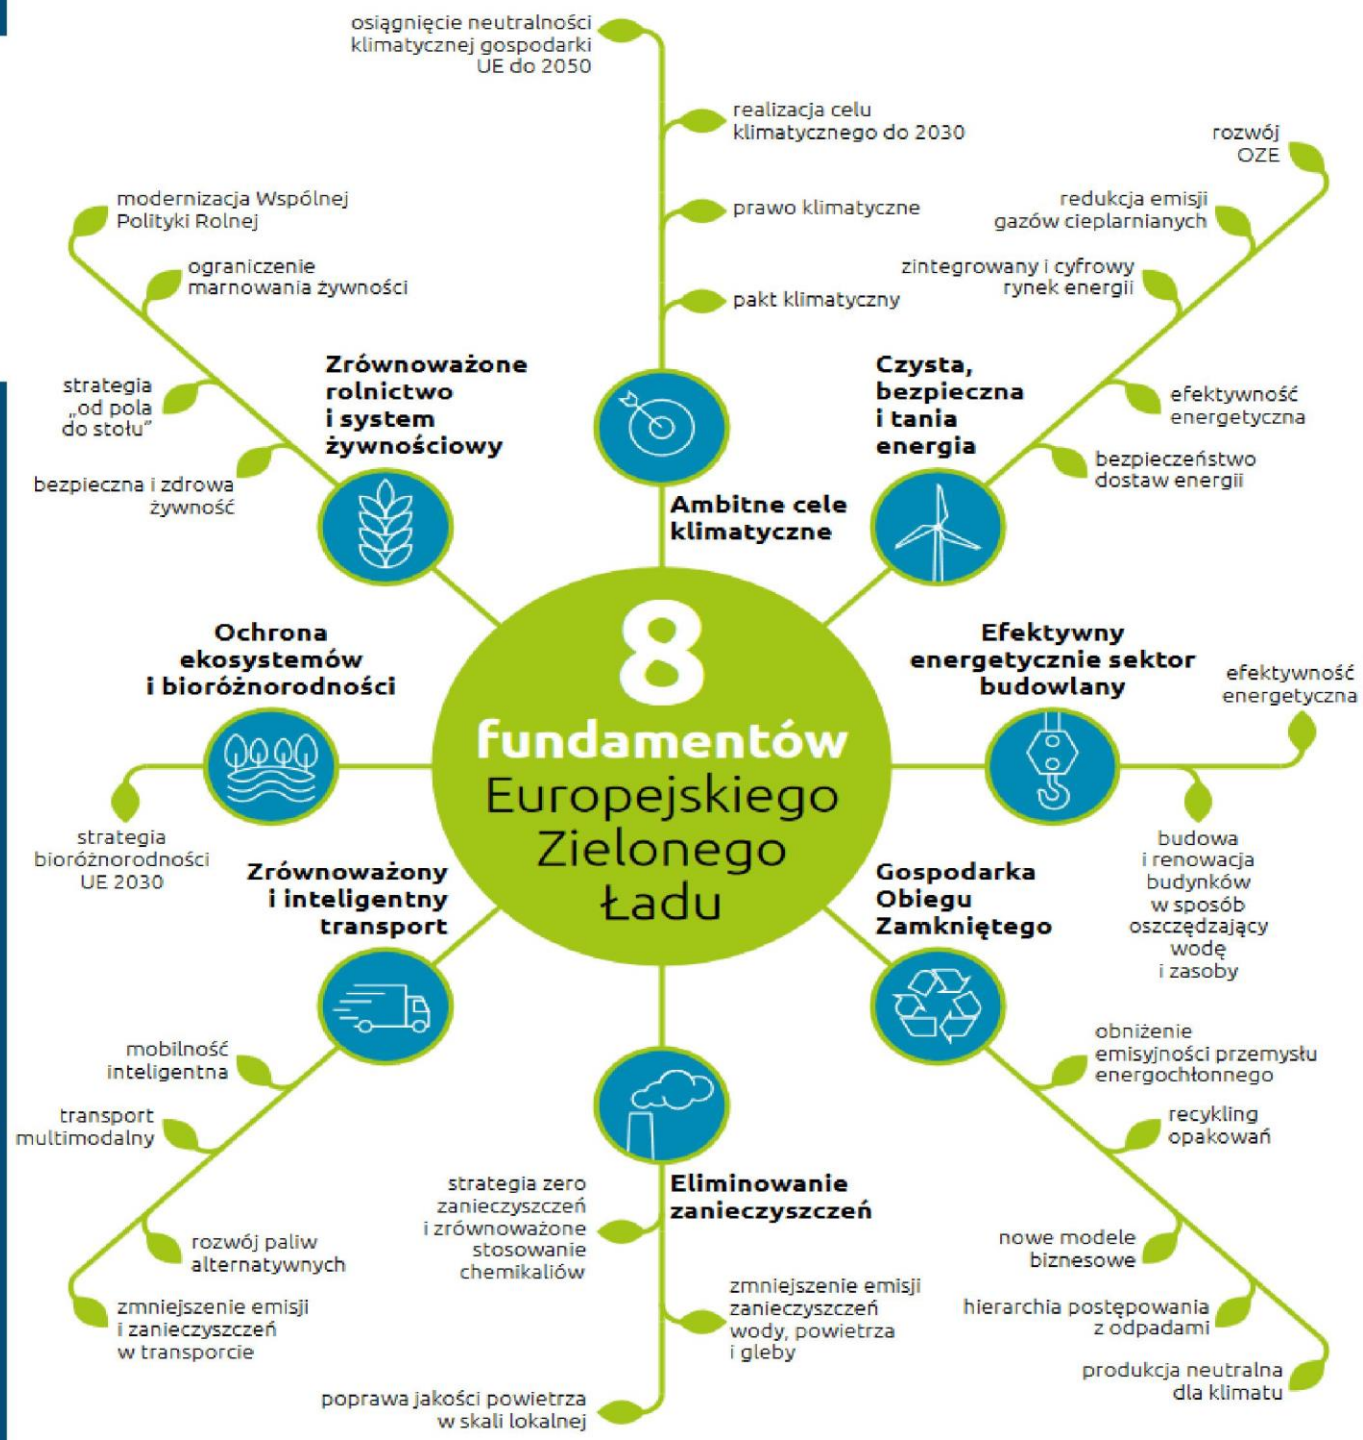 osiągnięcie neutralności
klimatycznej gospodarki
UE do 2050
realizacja celu
klimatycznego do 2030
prawo klimatyczne
pakt klimatyczny
Ambitne cele
klimatyczne
rozwój
OZE
redukcja emisji
gazów cieplarnianych
zintegrowany i cyfrowy
rynek energii
efektywność
energetyczna
bezpieczeństwo
dostaw energii
Czysta,
bezpieczna
i tania
energia
modernizacja Wspólnej
Polityki Rolnej
ograniczenie
marnowania żywności
strategia
„od pola
do stołu”
bezpieczna i zdrowa
żywność
Zrównoważone
rolnictwo
i system
żywnościowy
8
fundamentów
Europejskiego
Zielonego
Ładu
Ochrona
ekosystemów
i bioróżnorodności
strategia
bioróżnorodności
UE 2030
Efektywny
energetycznie sektor
budowlany
efektywność
energetyczna
budowa
i renowacja
budynków
w sposób
oszczędzający
wodę
i zasoby
Zrównoważony
i inteligentny
transport
mobilność
inteligentna
transport
multimodalny
rozwój paliw
alternatywnych
zmniejszenie emisji
i zanieczyszczeń
w transporcie
Eliminowanie
zanieczyszczeń
strategia zero
zanieczyszczeń
i zrównoważone
stosowanie
chemikaliów
zmniejszenie emisji
zanieczyszczeń
wody, powietrza
i gleby
poprawa jakości powietrza
w skali lokalnej
Gospodarka
Obiegu
Zamkniętego
obniżenie
emisyjności przemysłu
energochłonnego
recykling
opakowań
nowe modele
biznesowe
hierarchia postępowania
z odpadami
produkcja neutralna
dla klimatu